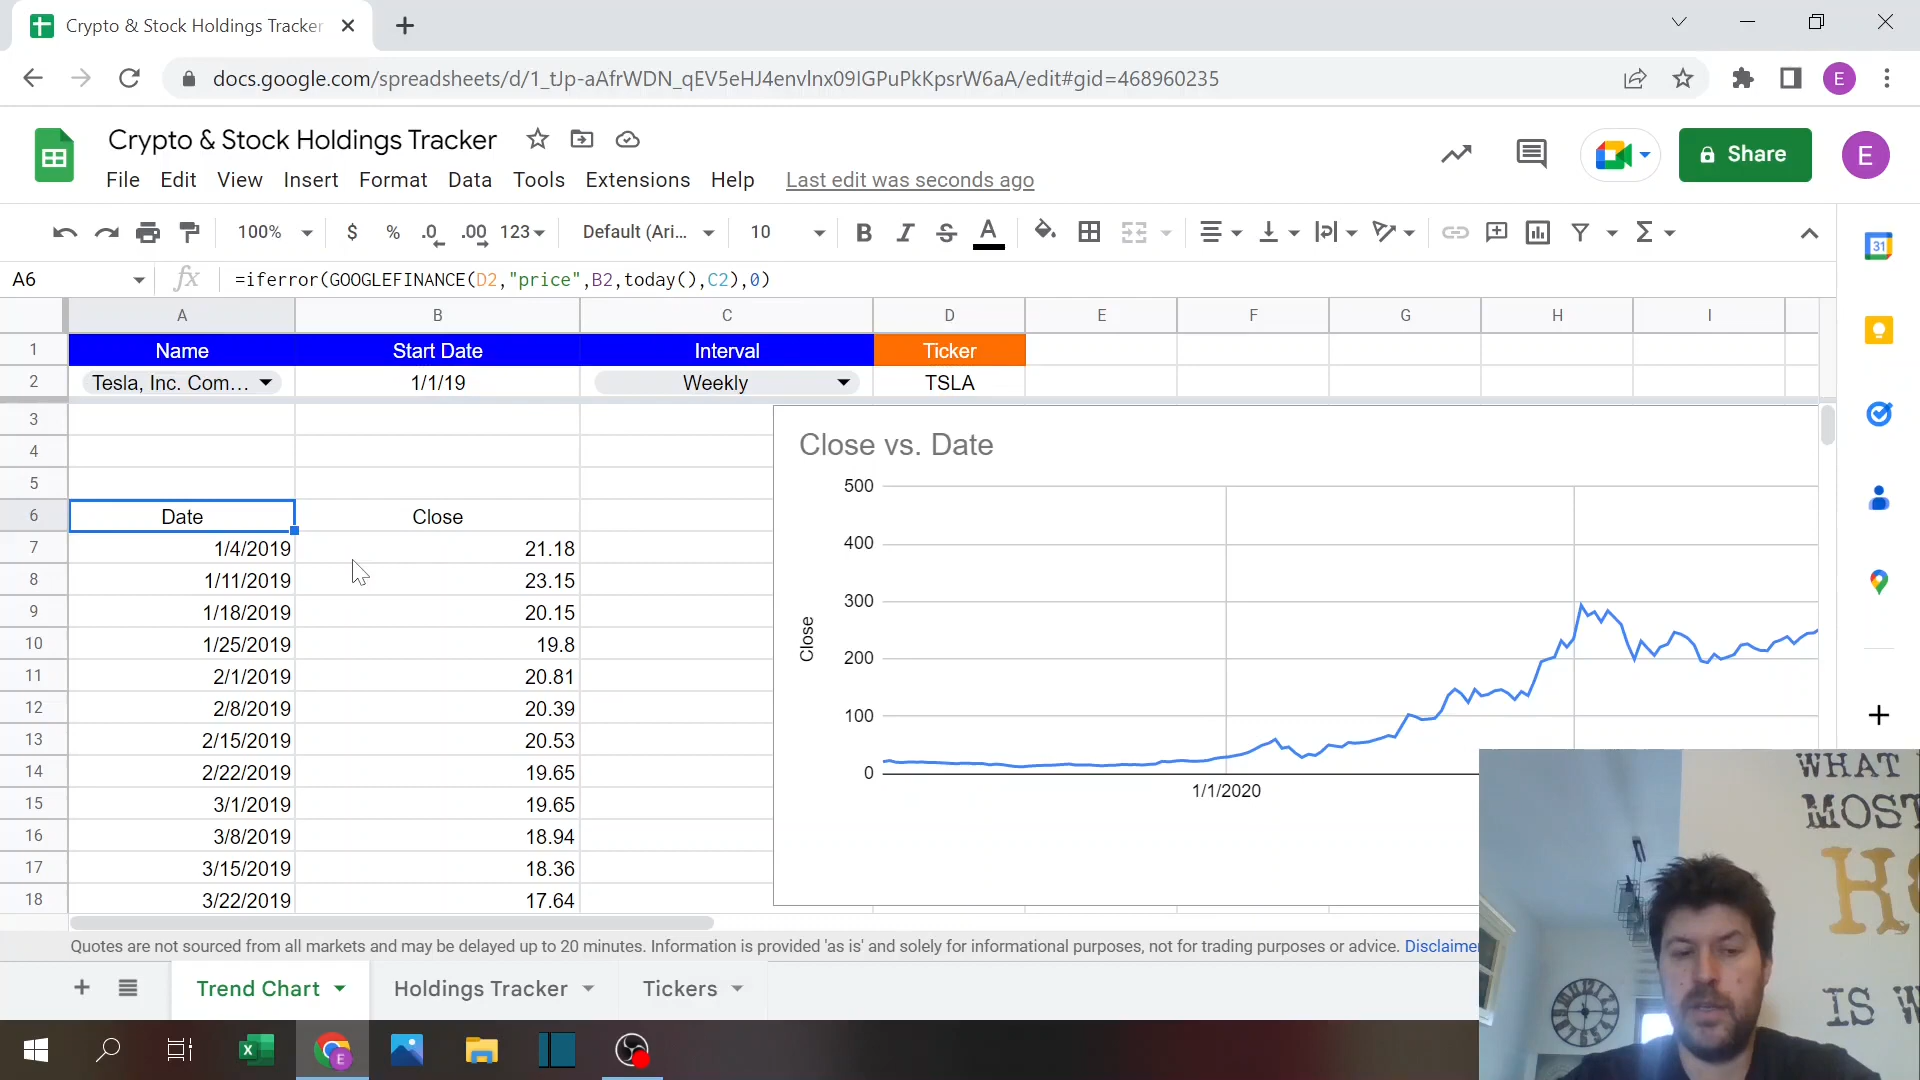 Crypto & Stock Holdings Tracker
docs.google.com/spreadsheets/d/1_tJp-aAfrWDN_qEV5eHJ4envlnx09IGPuPkKpsrW6aA/edit#gid=468960235
E
Crypto & Stock Holdings Tracker
Share
E
File Edit View Insert Format Data Tools Extensions Help Last edit was seconds ago
100% $ % .0 .00 123 Default (Ari... 10 B I S A
31
A6 fx =iferror(GOOGLEFINANCE(D2,"price",B2,today(),C2),0)
A B C D E F G H I
1 Name Start Date Interval Ticker
2 Tesla, Inc. Com... 1/1/19 Weekly TSLA
3
4
5
6 Date Close
7 1/4/2019 21.18
8 1/11/2019 23.15
9 1/18/2019 20.15
10 1/25/2019 19.8
11 2/1/2019 20.81
12 2/8/2019 20.39
13 2/15/2019 20.53
14 2/22/2019 19.65
15 3/1/2019 19.65
16 3/8/2019 18.94
17 3/15/2019 18.36
18 3/22/2019 17.64
Close vs. Date
500
400
300
200
100
0
Close
1/1/2020
Quotes are not sourced from all markets and may be delayed up to 20 minutes. Information is provided 'as is' and solely for informational purposes, not for trading purposes or advice. Disclaime
Trend Chart Holdings Tracker Tickers
WHAT
MOST
IS